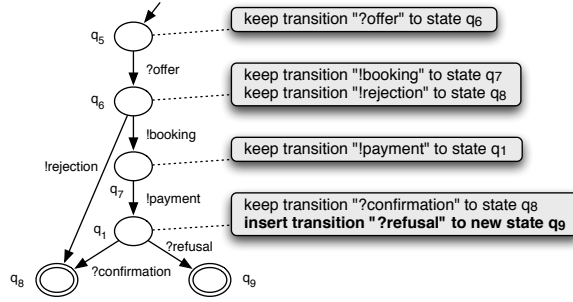 q5
keep transition "?offer" to state q6
?offer
q6
keep transition "!booking" to state q7
keep transition "!rejection" to state q8
!booking
!rejection
keep transition "!payment" to state q1
q7
!payment
keep transition "?confirmation" to state q8
insert transition "?refusal" to new state q9
q1
?refusal
?confirmation
q8
q9